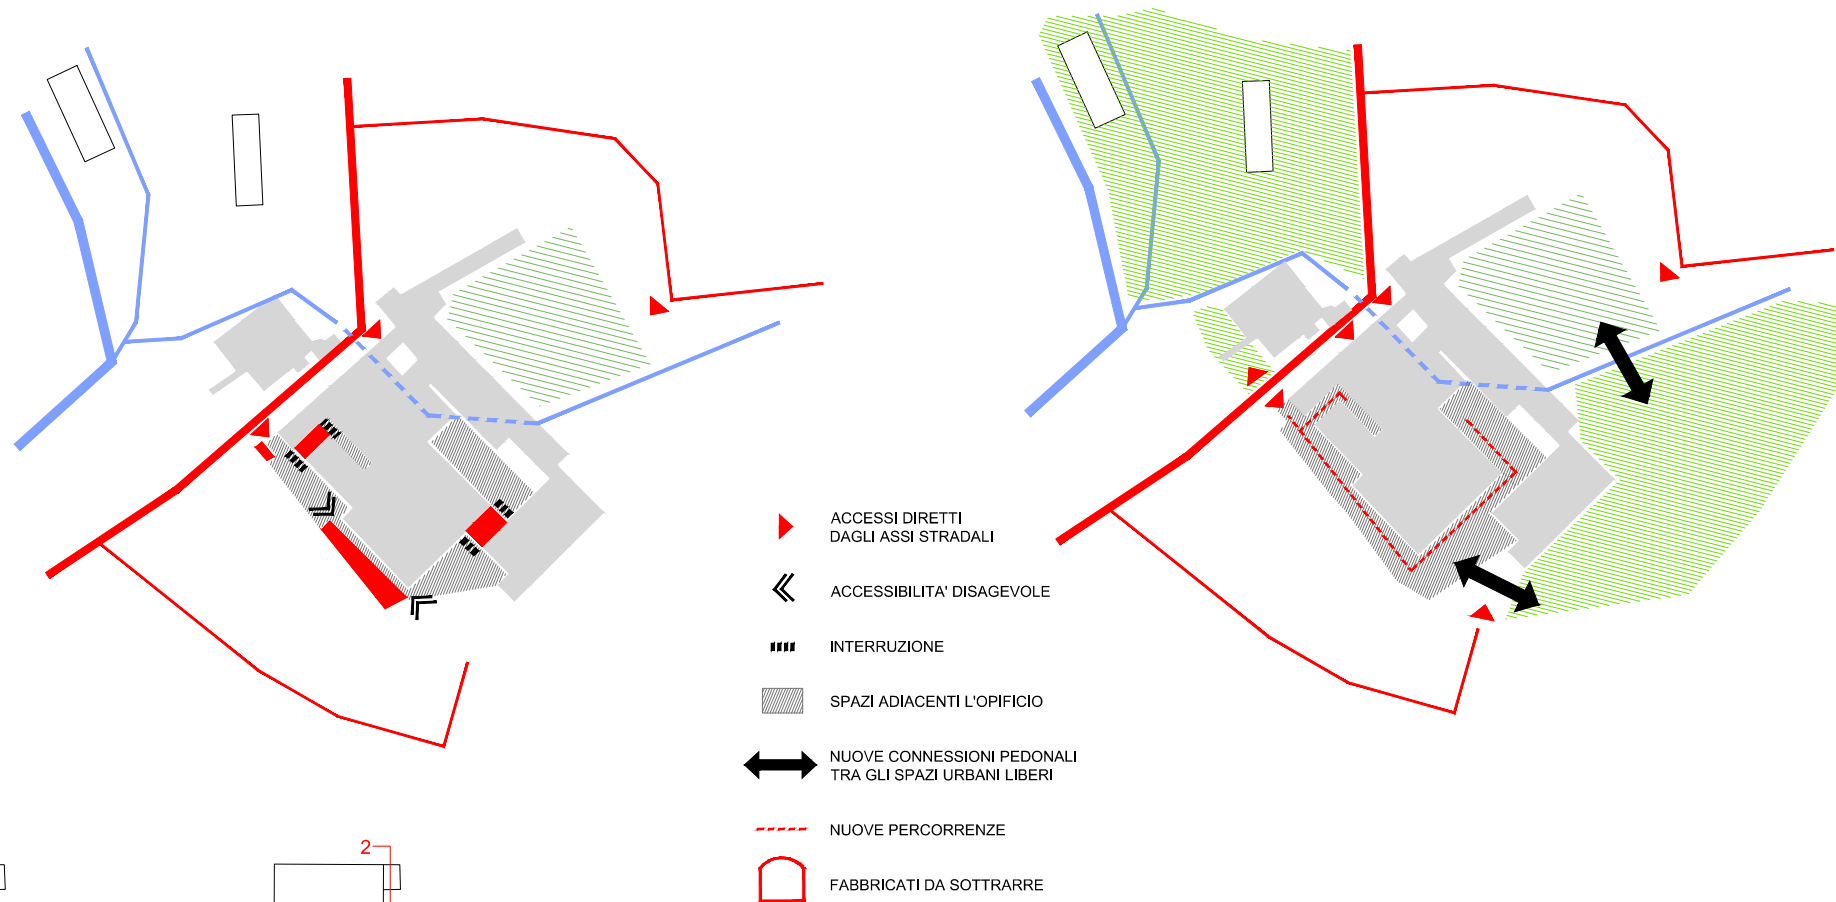 ACCESSI DIRETTI
DAGLI ASSI STRADALI
ACCESSIBILITA' DISAGEVOLE
INTERRUZIONE
SPAZI ADIACENTI L'OPIFICIO
NUOVE CONNESSIONI PEDONALI
TRA GLI SPAZI URBANI LIBERI
NUOVE PERCORRENZE
FABBRICATI DA SOTTRARRE
2